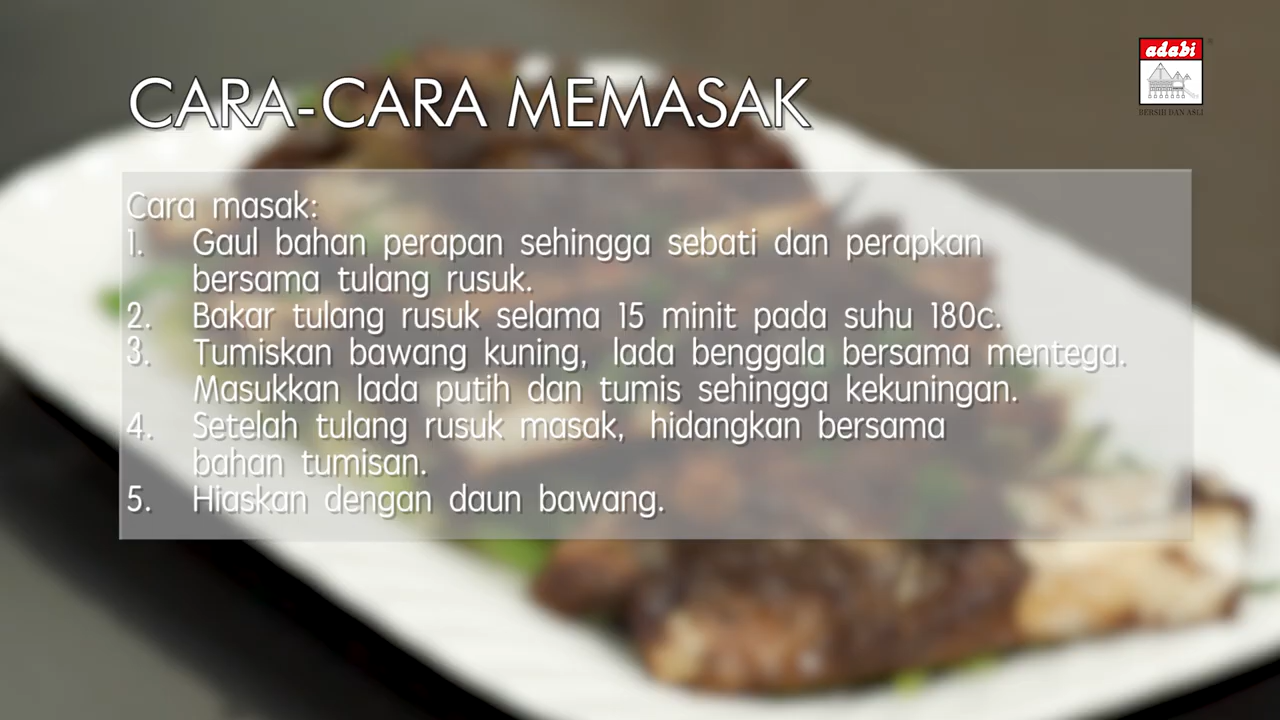 adabi
BERSIH DAN ASLI
CARA-CARA MEMASAK
Cara masak:
1. Gaul bahan perapan sehingga sebati dan perapkan
bersama tulang rusuk.
2. Bakar tulang rusuk selama 15 minit pada suhu 180c.
3. Tumiskan bawang kuning, lada benggala bersama mentega.
Masukkan lada putih dan tumis sehingga kekuningan.
4. Setelah tulang rusuk masak, hidangkan bersama
bahan tumisan.
5. Hiaskan dengan daun bawang.